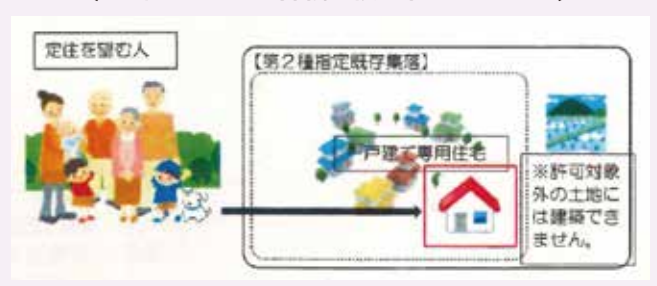 定住を望む人
【第2種指定既存集落】
戸建て専用住宅
※許可対象
外の土地に
は建築でき
ません。